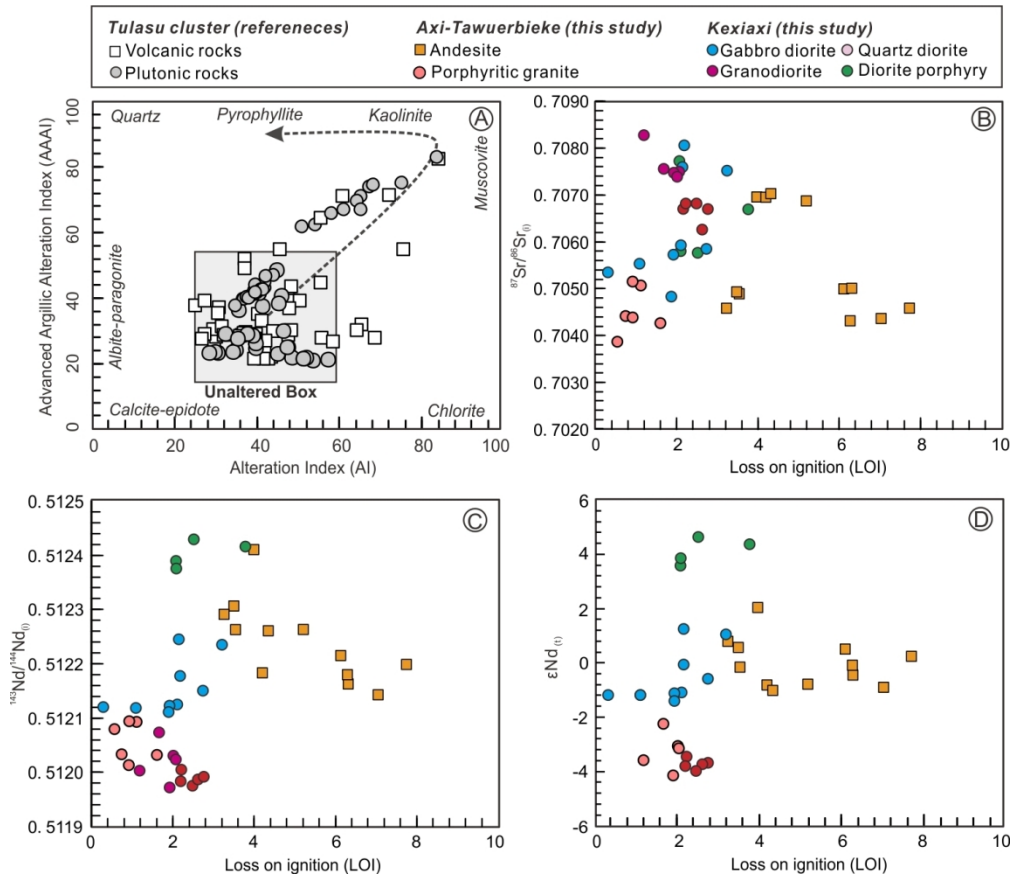 Tulasu cluster (refereneces)
Volcanic rocks
Plutonic rocks
Axi-Tawuerbieke (this study)
Andesite
Porphyritic granite
Kexiaxi (this study)
Gabbro diorite
Quartz diorite
Granodiorite
Diorite porphyry
A
Quartz
Pyrophyllite
Kaolinite
Muscovite
Albite-paragonite
Unaltered Box
Calcite-epidote
Chlorite
Advanced Argillic Alteration Index (AAAI)
100
80
60
40
20
0
0 20 40 60 80 100
Alteration Index (AI)
B
⁸⁷Sr/⁸⁶Sr(i)
0. 7090
0. 7080
0. 7070
0. 7060
0. 7050
0. 7040
0. 7030
0. 7020
0 2 4 6 8 10
Loss on ignition (LOI)
C
¹⁴³Nd/¹⁴⁴Nd(i)
0. 5125
0. 5124
0. 5123
0. 5122
0. 5121
0. 5120
0. 5119
0 2 4 6 8 10
Loss on ignition (LOI)
D
εNd(t)
6
4
2
0
-2
-4
-6
0 2 4 6 8 10
Loss on ignition (LOI)